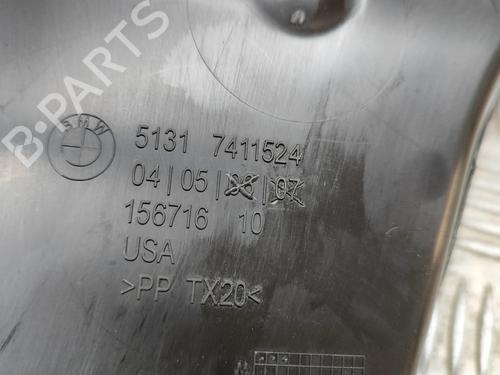 B-PARTS
BMW
5131 7411524
04|05|06|07
156716 10
USA
>PP TX20<
M